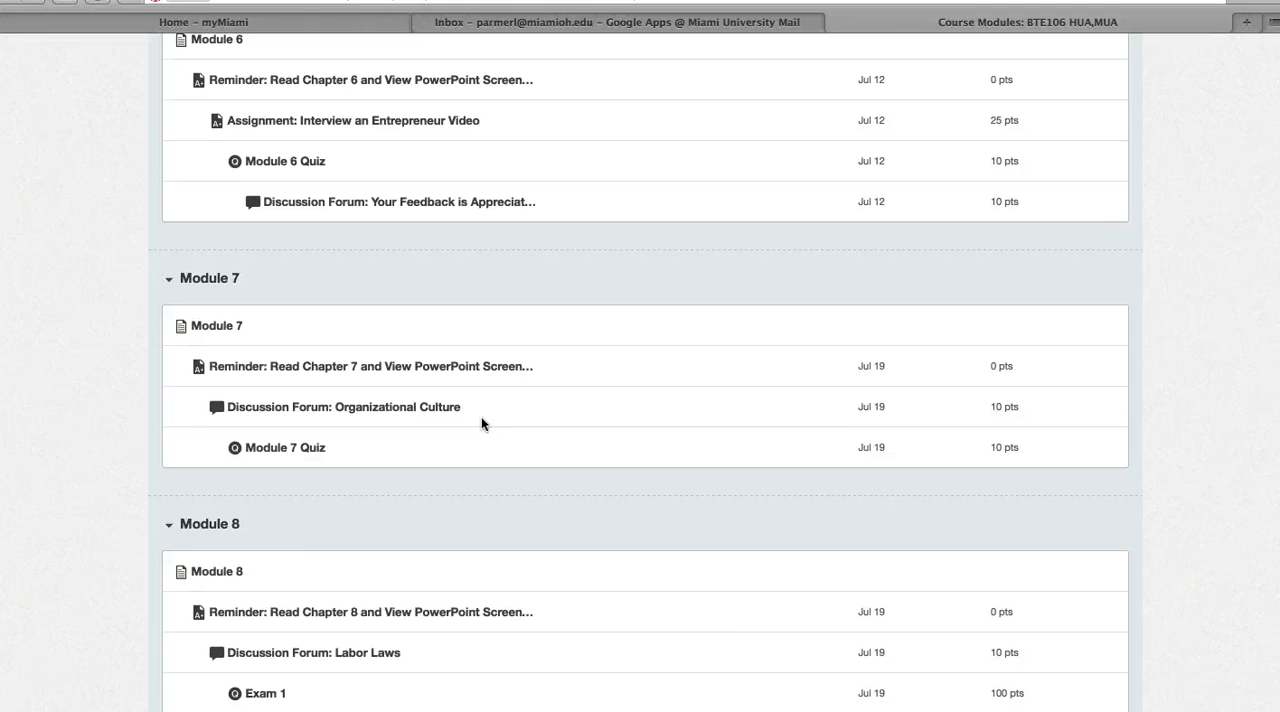 Home – myMiami
Inbox – parmerl@miamioh.edu – Google Apps @ Miami University Mail
Course Modules: BTE106 HUA,MUA
Module 6
Reminder: Read Chapter 6 and View PowerPoint Screen... Jul 12 0 pts
Assignment: Interview an Entrepreneur Video Jul 12 25 pts
Module 6 Quiz Jul 12 10 pts
Discussion Forum: Your Feedback is Appreciat... Jul 12 10 pts
Module 7
Module 7
Reminder: Read Chapter 7 and View PowerPoint Screen... Jul 19 0 pts
Discussion Forum: Organizational Culture Jul 19 10 pts
Module 7 Quiz Jul 19 10 pts
Module 8
Module 8
Reminder: Read Chapter 8 and View PowerPoint Screen... Jul 19 0 pts
Discussion Forum: Labor Laws Jul 19 10 pts
Exam 1 Jul 19 100 pts